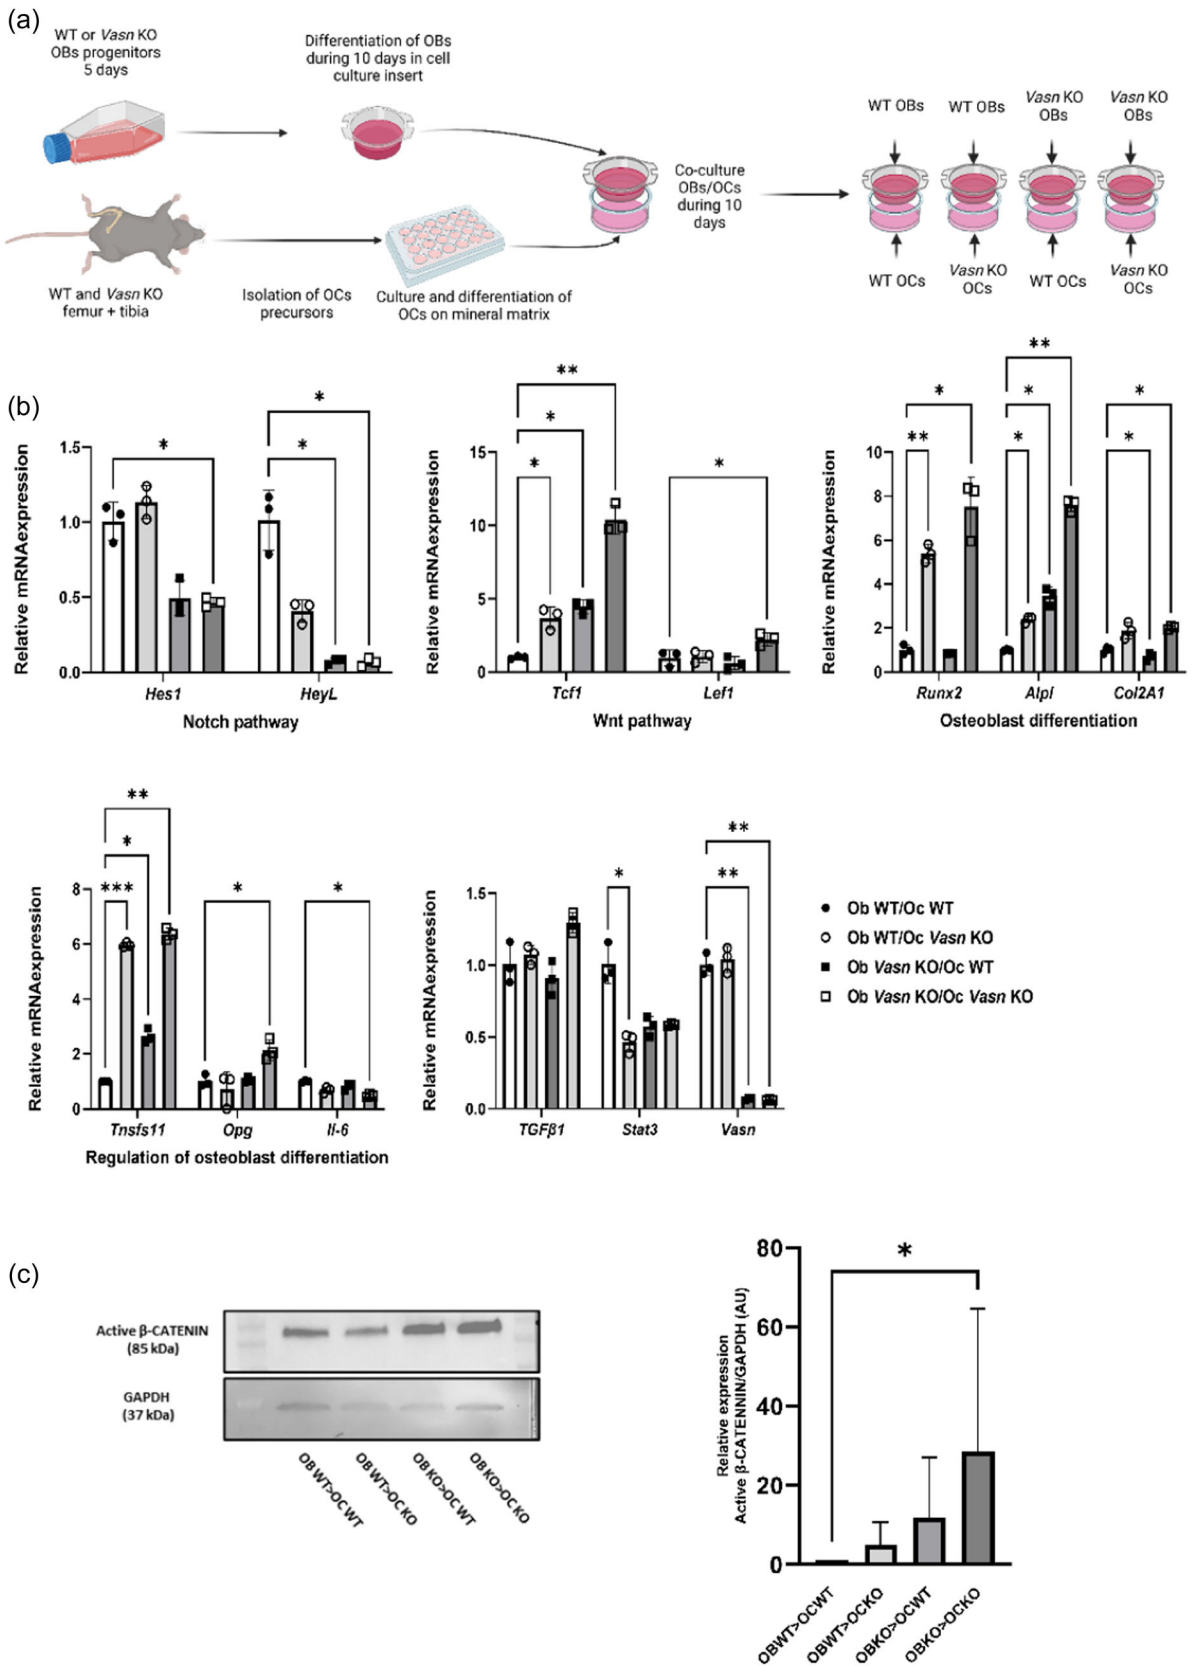 (a)
WT or Vasn KO
OBs progenitors
5 days
Differentiation of OBs
during 10 days in cell
culture insert
WT and Vasn KO
femur + tibia
Isolation of OCs
precursors
Culture and differentiation of
OCs on mineral matrix
Co-culture
OBs/OCs
during 10
days
WT OBs
WT OBs
Vasn KO
OBs
Vasn KO
OBs
WT OCs
Vasn KO
OCs
WT OCs
Vasn KO
OCs
(b)
Relative mRNAexpression
1.5
1.0
0.5
0.0
*
*
*
Hes1
HeyL
Notch pathway
Relative mRNAexpression
15
10
5
0
*
*
**
*
Tcf1
Lef1
Wnt pathway
Relative mRNAexpression
10
8
6
4
2
0
**
*
*
*
**
*
*
Runx2
Alpl
Col2A1
Osteoblast differentiation
Relative mRNAexpression
8
6
4
2
0
***
*
**
*
*
Tnsfs11
Opg
Il-6
Regulation of osteoblast differentiation
Relative mRNAexpression
1.5
1.0
0.5
0.0
*
**
**
TGFβ1
Stat3
Vasn
Ob WT/Oc WT
Ob WT/Oc Vasn KO
Ob Vasn KO/Oc WT
Ob Vasn KO/Oc Vasn KO
(c)
Active β-CATENIN
(85 kDa)
GAPDH
(37 kDa)
OB WT>OC WT
OB WT>OC KO
OB KO>OC WT
OB KO>OC KO
Relative expression
Active β-CATENNIN/GAPDH (AU)
80
60
40
20
0
*
OBWT>OCWT
OBWT>OCKO
OBKO>OCWT
OBKO>OCKO